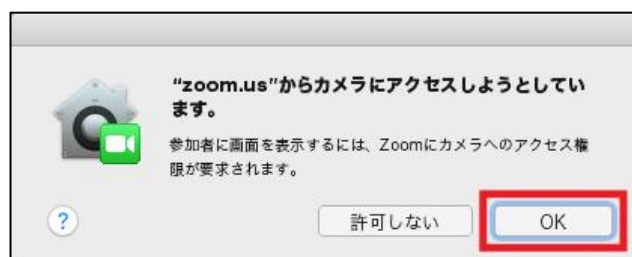 “zoom.us”からカメラにアクセスしようとしてい
ます。
参加者に画面を表示するには、Zoomにカメラへのアクセス権
限が要求されます。
?
許可しない
OK